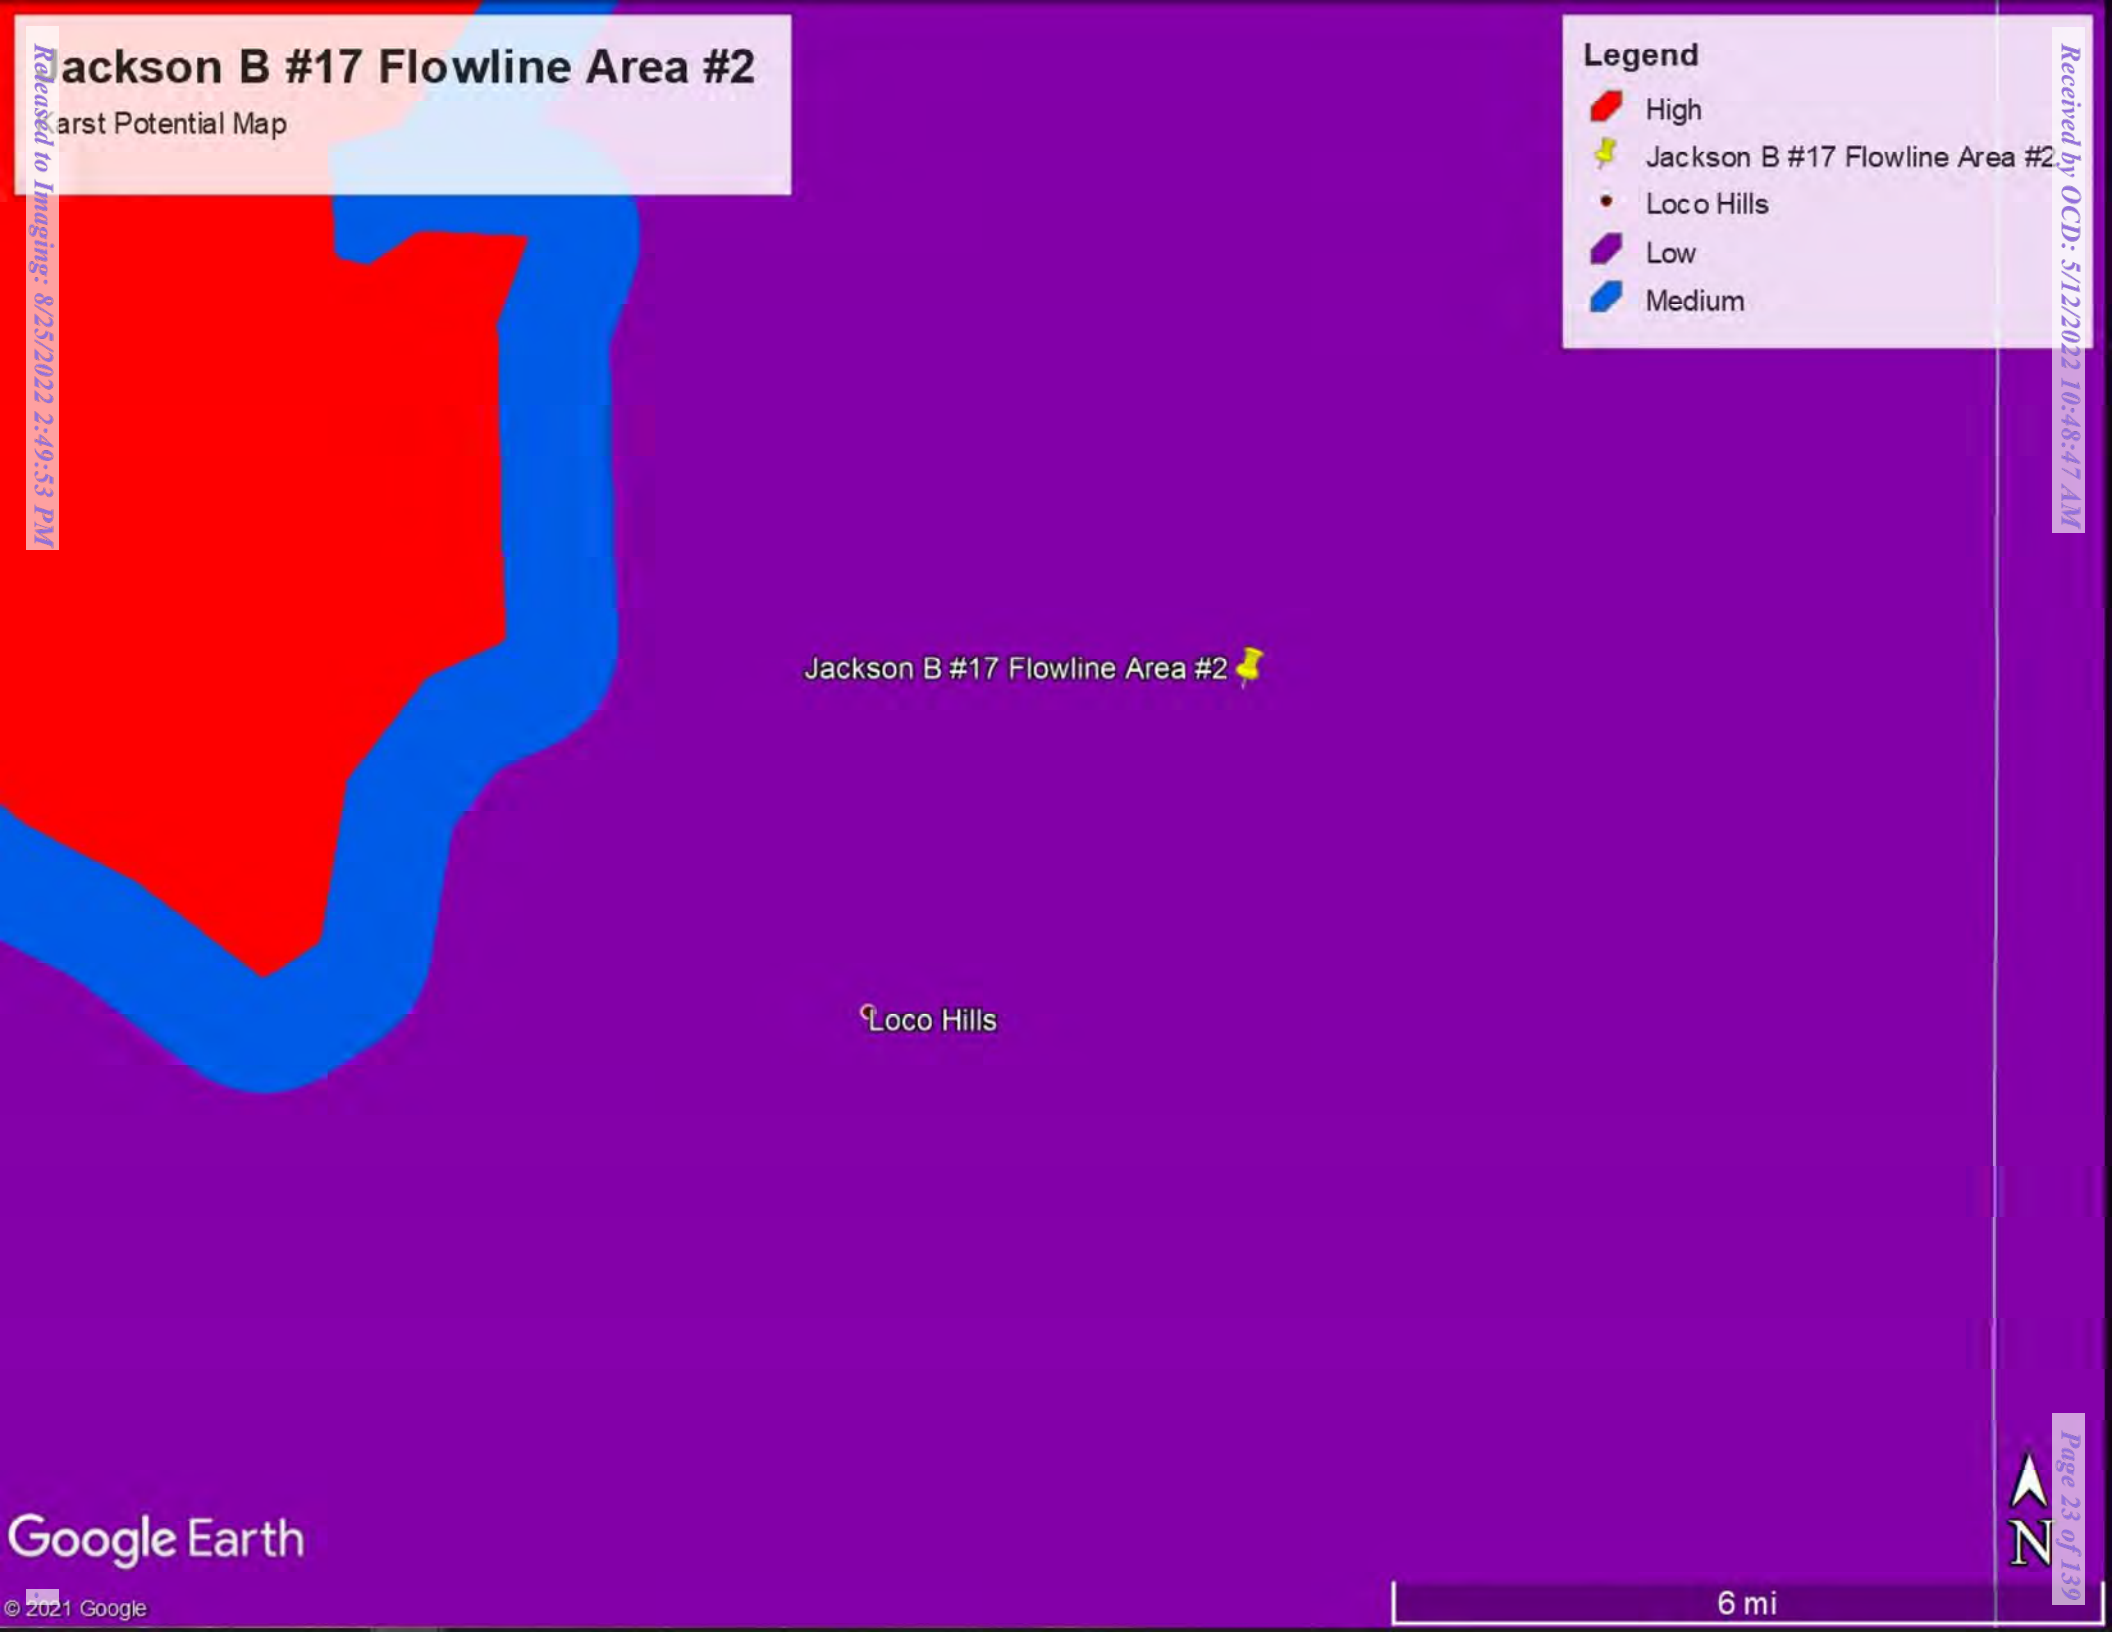 Jackson B #17 Flowline Area #2
Karst Potential Map
Released to Imaging: 8/25/2022 2:49:53 PM
Legend
High
Jackson B #17 Flowline Area #2
Loco Hills
Low
Medium
Received by OCD: 5/12/2022 10:48:47 AM
Jackson B #17 Flowline Area #2
Loco Hills
N
Page 23 of 139
Google Earth
© 2021 Google
6 mi